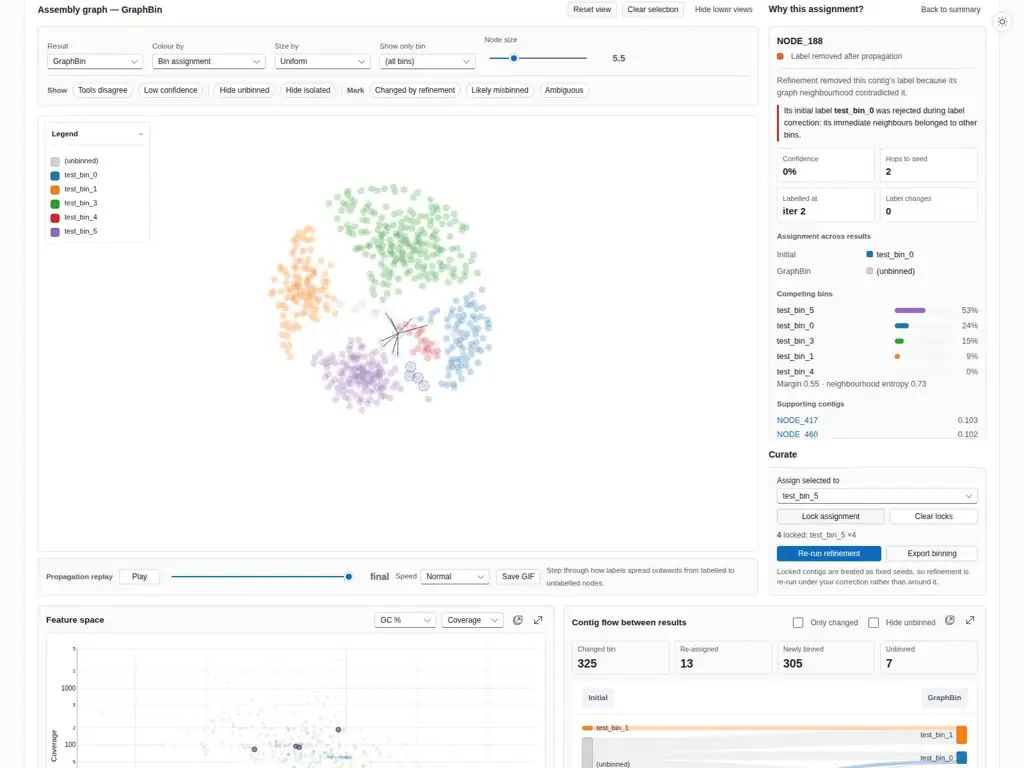 Assembly graph — GraphBin
Reset view
Clear selection
Hide lower views
Why this assignment?
Back to summary
Result
Colour by
Size by
Show only bin
Node size
GraphBin
Bin assignment
Uniform
(all bins)
5.5
Show
Tools disagree
Low confidence
Hide unbinned
Hide isolated
Mark
Changed by refinement
Likely misbinned
Ambiguous
Legend
(unbinned)
test_bin_0
test_bin_1
test_bin_3
test_bin_4
test_bin_5
NODE_188
Label removed after propagation
Refinement removed this contig's label because its
graph neighbourhood contradicted it.
Its initial label test_bin_0 was rejected during label
correction: its immediate neighbours belonged to other
bins.
Confidence
0%
Hops to seed
2
Labelled at
iter 2
Label changes
0
Assignment across results
Initial test_bin_0
GraphBin (unbinned)
Competing bins
test_bin_5 53%
test_bin_0 24%
test_bin_3 15%
test_bin_1 9%
test_bin_4 0%
Margin 0.55 · neighbourhood entropy 0.73
Supporting contigs
NODE_417 0.103
NODE_460 0.102
Curate
Assign selected to
test_bin_5
Lock assignment
Clear locks
4 locked: test_bin_5 ×4
Re-run refinement
Export binning
Locked contigs are treated as fixed seeds, so refinement is
re-run under your correction rather than around it.
Propagation replay
Play
final
Speed
Normal
Save GIF
Step through how labels spread outwards from labelled to
unlabelled nodes.
Feature space
GC %
Coverage
5
2
1000
5
2
100
5
Coverage
Contig flow between results
Only changed
Hide unbinned
Changed bin
325
Re-assigned
13
Newly binned
305
Unbinned
7
Initial
GraphBin
test_bin_1
test_bin_1
test_bin_0
(unbinned)